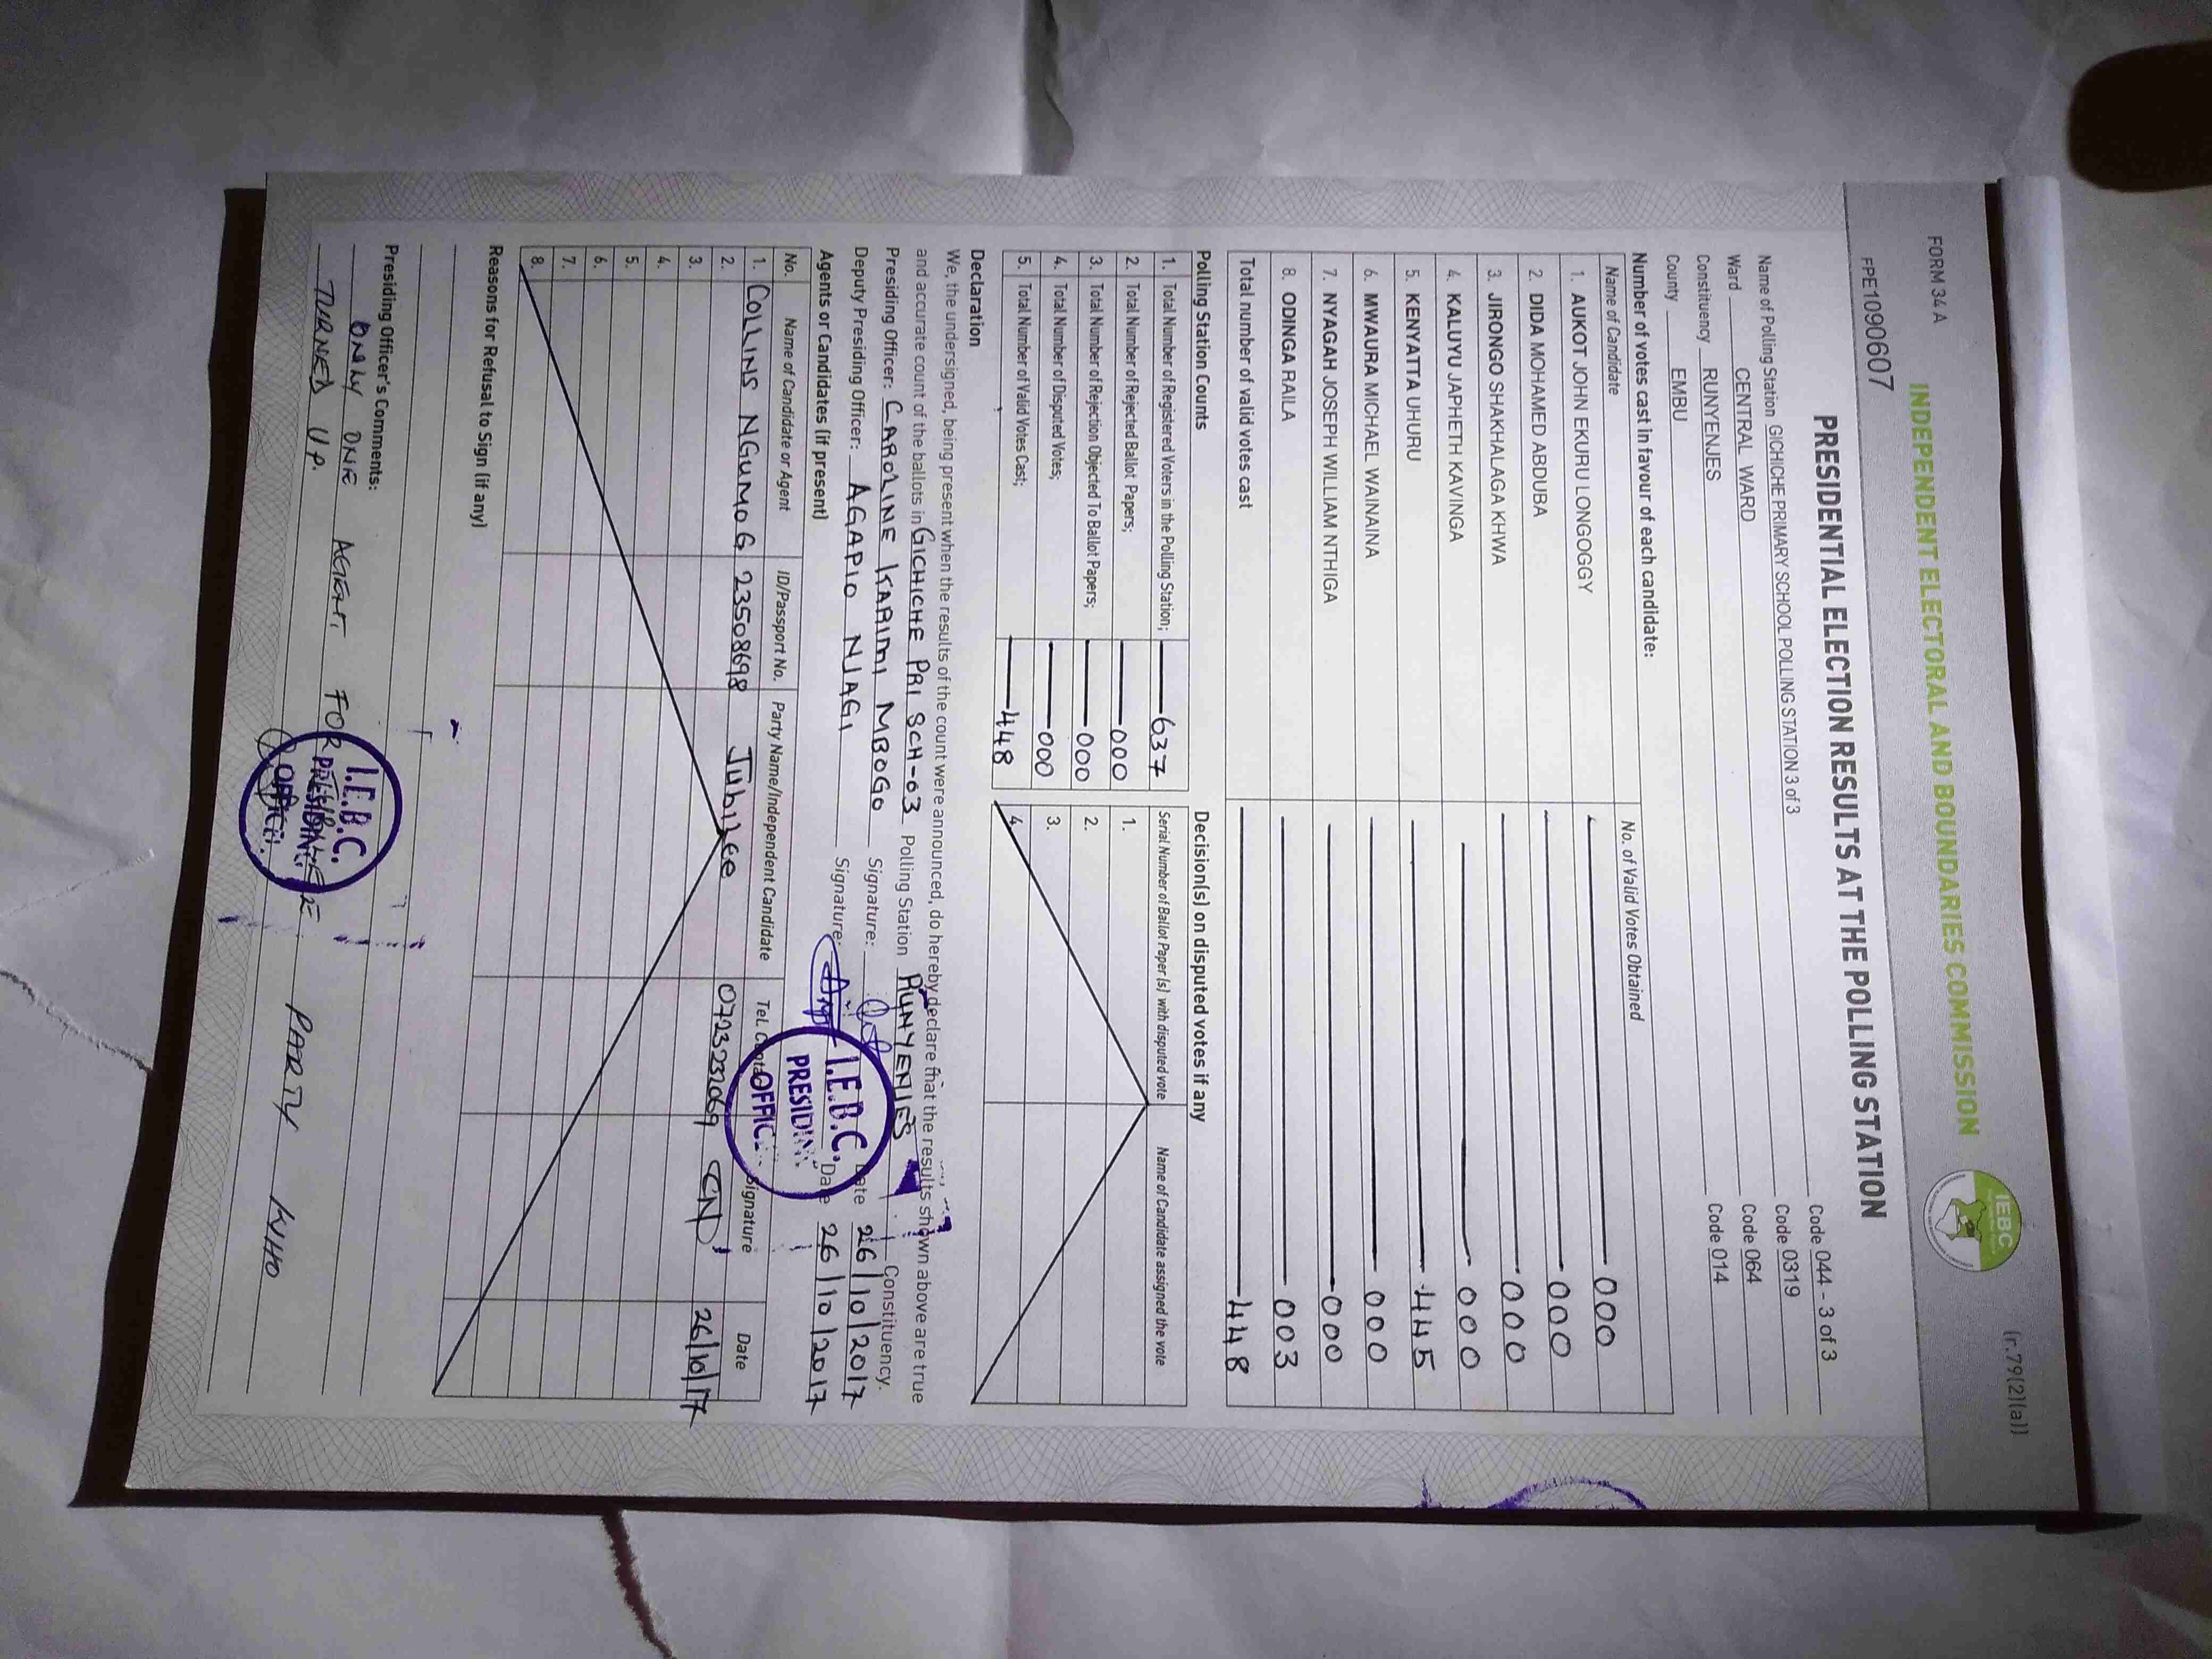 (r.79(2)(a))
FORM 34 A
INDEPENDENT ELECTORAL AND BOUNDARIES COMMISSION
IEBC
FPE1090607
PRESIDENTIAL ELECTION RESULTS AT THE POLLING STATION
Name of Polling Station GICHICHE PRIMARY SCHOOL POLLING STATION 3 of 3 Code 044 - 3 of 3
Ward CENTRAL WARD Code 0319
Constituency RUNYENJES Code 064
County EMBU Code 014
Number of votes cast in favour of each candidate:
Name of Candidate No. of Valid Votes Obtained
1. AUKOT JOHN EKURU LONGOGGY 000
2. DIDA MOHAMED ABDUBA 000
3. JIRONGO SHAKHALAGA KHWA 000
4. KALUYU JAPHETH KAVINGA 000
5. KENYATTA UHURU 445
6. MWAURA MICHAEL WAINAINA 000
7. NYAGAH JOSEPH WILLIAM NTHIGA 000
8. ODINGA RAILA 003
Total number of valid votes cast 448
Polling Station Counts
1. Total Number of Registered Voters in the Polling Station; 637
2. Total Number of Rejected Ballot Papers; 000
3. Total Number of Rejection Objected To Ballot Papers; 000
4. Total Number of Disputed Votes; 000
5. Total Number of Valid Votes Cast; 448
Decision(s) on disputed votes if any
Serial Number of Ballot Paper(s) with disputed vote Name of Candidate assigned the vote
1.
2.
3.
4.
Declaration
We, the undersigned, being present when the results of the count were announced, do hereby declare that the results shown above are true
and accurate count of the ballots in GICHICHE PRI SCH-03 Polling Station RUNYENJES Constituency.
Presiding Officer: CAROLINE KARIMI MBOGO Signature: Date 26/10/2017
Deputy Presiding Officer: AGAPIO NJAGI Signature: Date 26/10/2017
I.E.B.C.
PRESIDING
Agents or Candidates (if present)
No. Name of Candidate or Agent ID/Passport No. Party Name/Independent Candidate Tel. Signature Date
1. COLLINS NGUMO G 23508698 Jubilee 0723232069 CN 26/10/17
2.
3.
4.
5.
6.
7.
8.
Reasons for Refusal to Sign (if any)
Presiding Officer's Comments:
ONLY ONE AGENT FOR PARTY WHO
TURNED UP.
I.E.B.C.
PRESIDING